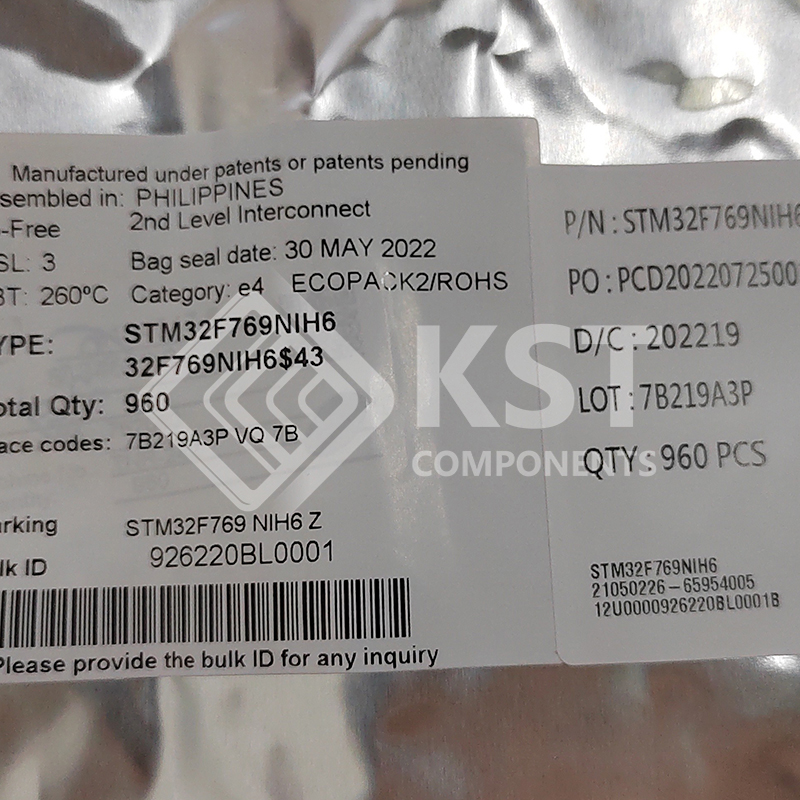 Manufactured under patents or patents pending
sembled in: PHILIPPINES
-Free 2nd Level Interconnect
SL: 3 Bag seal date: 30 MAY 2022
BT: 260°C Category: e4 ECOPACK2/ROHS
YPE: STM32F769NIH6
32F769NIH6$43
otal Qty: 960
ace codes: 7B219A3P VQ 7B
arking STM32F769 NIH6 Z
lk ID 926220BL0001
Please provide the bulk ID for any inquiry
P/N : STM32F769NIH6
PO : PCD2022072500
D/C : 202219
LOT : 7B219A3P
QTY : 960 PCS
STM32F769NIH6
21050226-65954005
12U0000926220BL0001B
KST
COMPONENTS